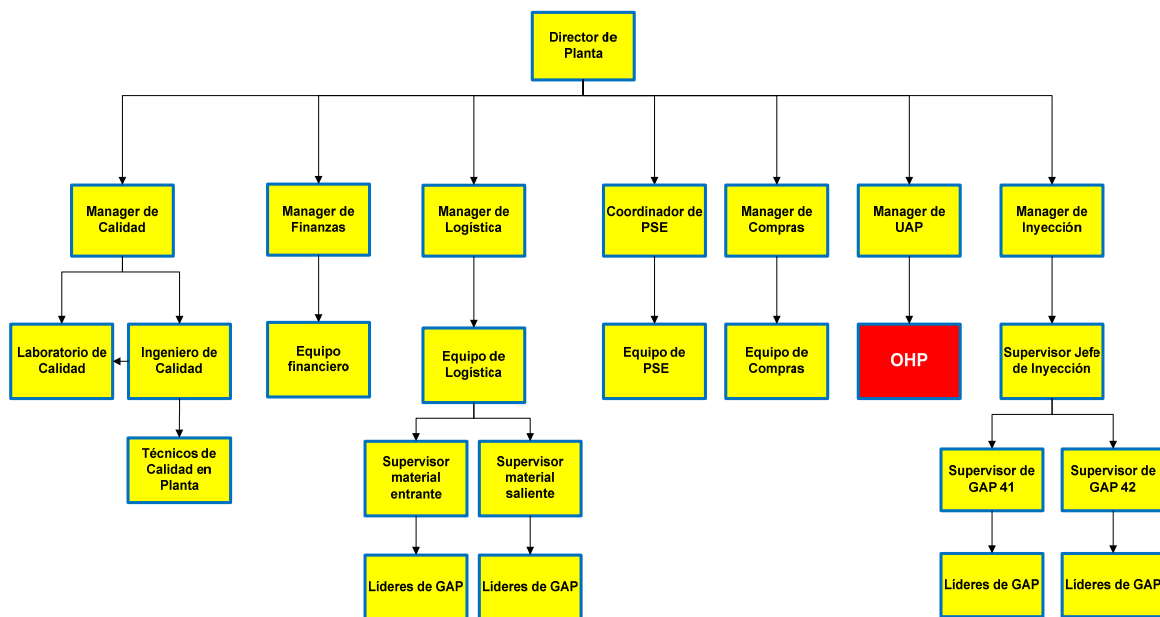 Director de
Planta
Manager de
Calidad
Manager de
Finanzas
Manager de
Logística
Coordinador de
PSE
Manager de
Compras
Manager de
UAP
Manager de
Inyección
Laboratorio de
Calidad
Ingeniero de
Calidad
Equipo
financiero
Equipo de
Logística
Equipo de
PSE
Equipo de
Compras
OHP
Supervisor Jefe
de Inyección
Técnicos de
Calidad en
Planta
Supervisor
material
entrante
Supervisor
material
saliente
Supervisor de
GAP 41
Supervisor de
GAP 42
Líderes de GAP
Líderes de GAP
Líderes de GAP
Líderes de GAP